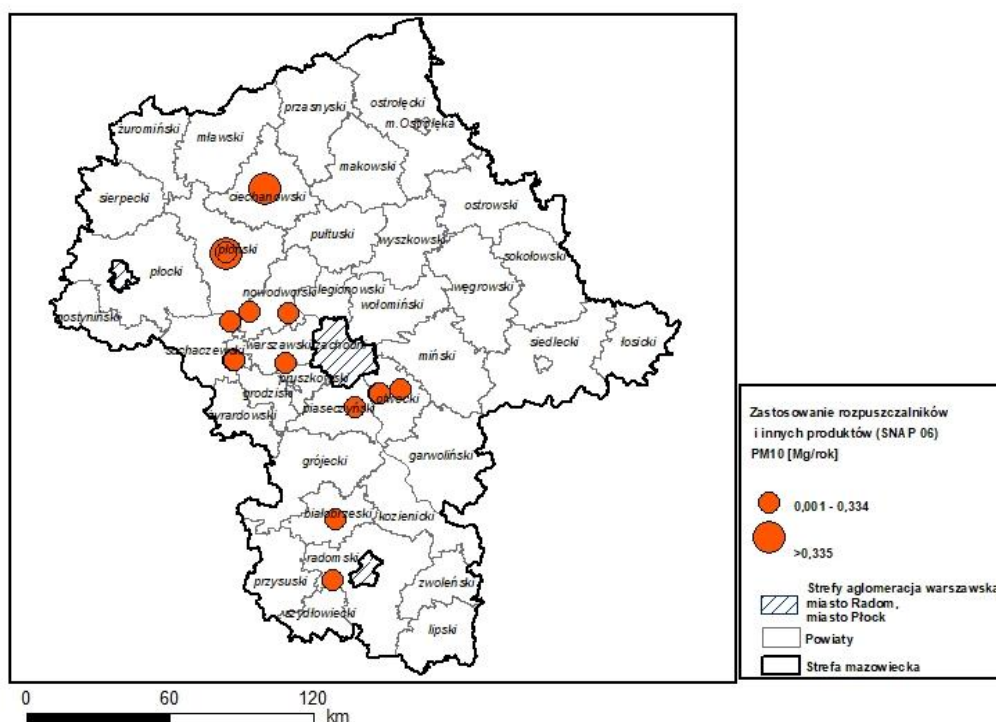 ostrołęcki
przasnyski
m.Ostrołęka
żuromiński
mławski
makowski
ciechanowski
sierpecki
ostrowski
pułtuski
wyszkowski
płoński
sokołowski
płocki
węgrowski
legionowski
nowodworski
wołomiński
gostyniński
sochaczewski
warszawski zachodni
siedlecki
łosicki
miński
pruszkowski
grodziski
otwocki
piaseczyński
żyrardowski
garwoliński
grójecki
białobrzeski
kozienicki
radomski
przysuski
zwoleński
szydłowiecki
lipski
Zastosowanie rozpuszczalników
i innych produktów (SNAP 06)
PM10 [Mg/rok]
0,001 - 0,334
>0,335
Strefy aglomeracja warszawska
miasto Radom,
miasto Płock
Powiaty
Strefa mazowiecka
0 60 120
km